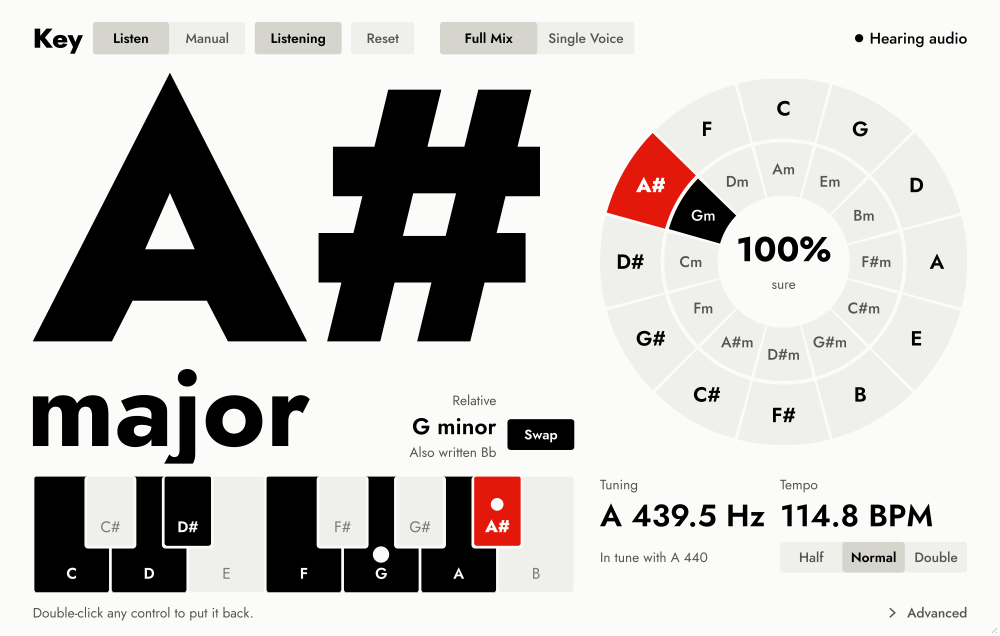 Key Listen Manual Listening Reset Full Mix Single Voice Hearing audio
A#
major
Relative
G minor
Also written Bb
Swap
C
G
D
A
E
B
F#
C#
G#
D#
A#
F
Am
Em
Bm
F#m
C#m
G#m
D#m
A#m
Fm
Cm
Gm
Dm
100%
sure
C# D# F# G# A#
C D E F G A B
Tuning
A 439.5 Hz
In tune with A 440
Tempo
114.8 BPM
Half Normal Double
Double-click any control to put it back.
Advanced